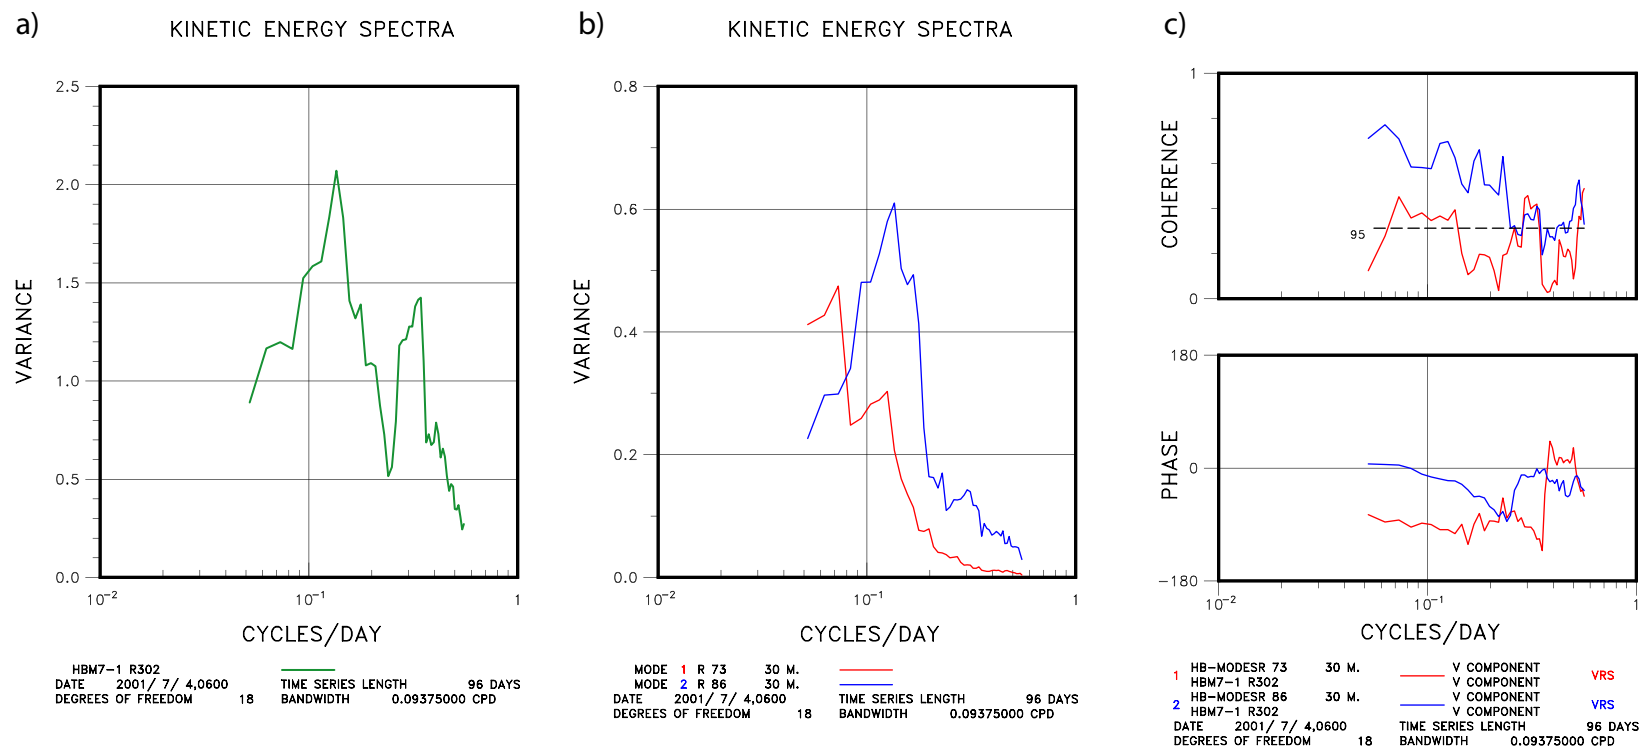 a)
KINETIC ENERGY SPECTRA
2.5
2.0
1.5
1.0
0.5
0.0
VARIANCE
10−2
10−1
1
CYCLES/DAY
HBM7−1 R302
DATE 2001/ 7/ 4,0600 TIME SERIES LENGTH 96 DAYS
DEGREES OF FREEDOM 18 BANDWIDTH 0.09375000 CPD
b)
KINETIC ENERGY SPECTRA
0.8
0.6
0.4
0.2
0.0
VARIANCE
10−2
10−1
1
CYCLES/DAY
MODE 1 R 73 30 M.
MODE 2 R 86 30 M.
DATE 2001/ 7/ 4,0600 TIME SERIES LENGTH 96 DAYS
DEGREES OF FREEDOM 18 BANDWIDTH 0.09375000 CPD
c)
1
0
COHERENCE
95
180
0
−180
PHASE
10−2
10−1
1
CYCLES/DAY
HB−MODESR 73 30 M. V COMPONENT
1 VRS
HBM7−1 R302 V COMPONENT
HB−MODESR 86 30 M. V COMPONENT
2 VRS
HBM7−1 R302 V COMPONENT
DATE 2001/ 7/ 4,0600 TIME SERIES LENGTH 96 DAYS
DEGREES OF FREEDOM 18 BANDWIDTH 0.09375000 CPD